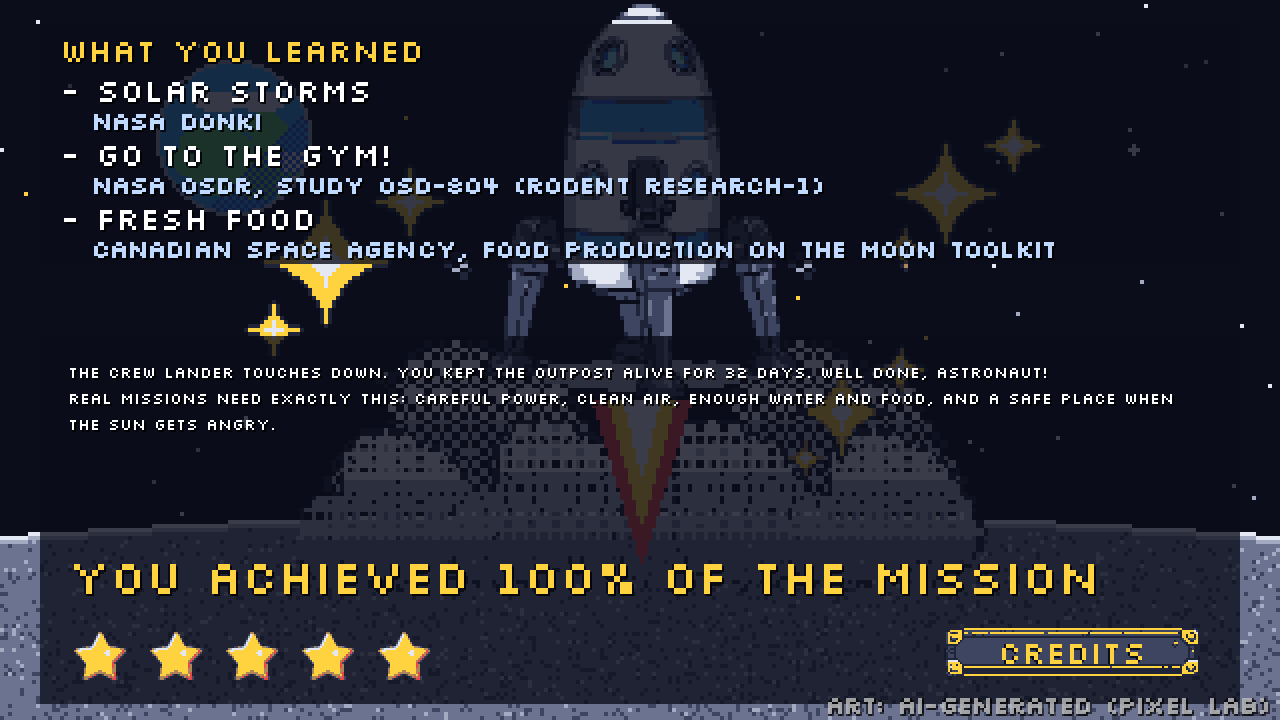 WHAT YOU LEARNED
- SOLAR STORMS
NASA DONKI
- GO TO THE GYM!
NASA OSDR, STUDY OSD-804 (RODENT RESEARCH-1)
- FRESH FOOD
CANADIAN SPACE AGENCY, FOOD PRODUCTION ON THE MOON TOOLKIT
THE CREW LANDER TOUCHES DOWN. YOU KEPT THE OUTPOST ALIVE FOR 32 DAYS. WELL DONE, ASTRONAUT!
REAL MISSIONS NEED EXACTLY THIS: CAREFUL POWER, CLEAN AIR, ENOUGH WATER AND FOOD, AND A SAFE PLACE WHEN
THE SUN GETS ANGRY.
YOU ACHIEVED 100% OF THE MISSION
CREDITS
ART: AI-GENERATED (PIXEL LAB)